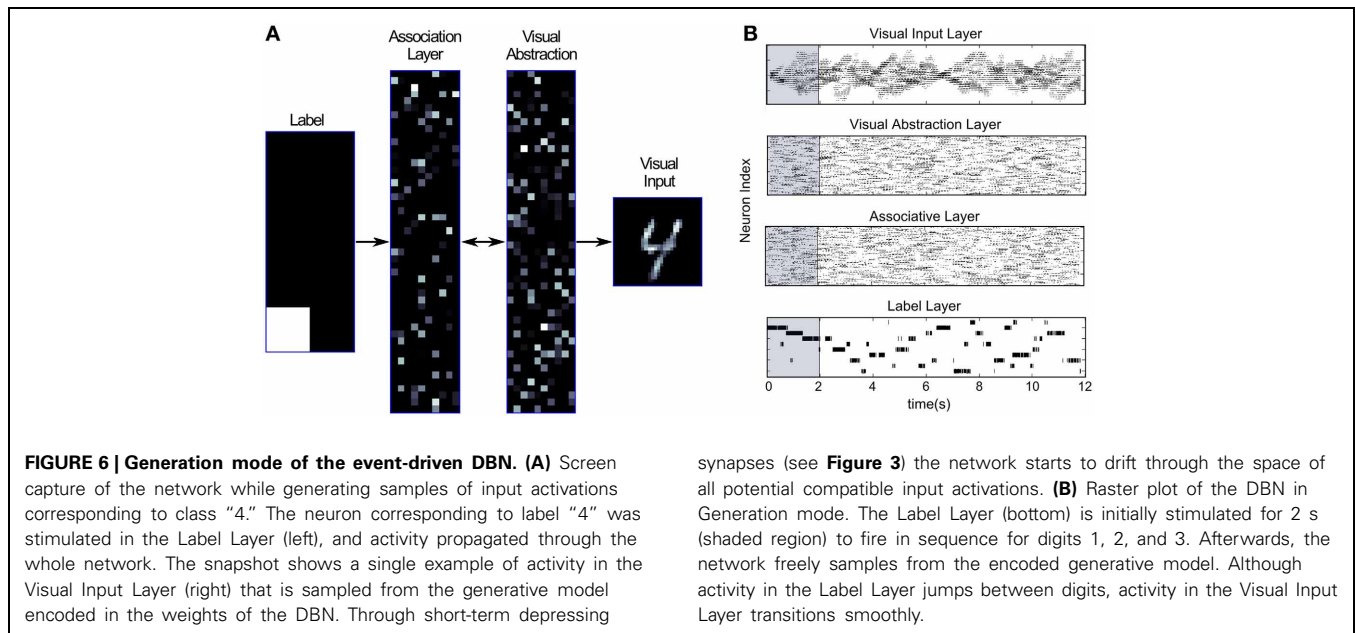 A
Label
Association
Layer
Visual
Abstraction
Visual
Input
B
Visual Input Layer
Visual Abstraction Layer
Associative Layer
Label Layer
Neuron Index
0 2 4 6 8 10 12
time(s)
FIGURE 6 | Generation mode of the event-driven DBN. (A) Screen
capture of the network while generating samples of input activations
corresponding to class “4.” The neuron corresponding to label “4” was
stimulated in the Label Layer (left), and activity propagated through the
whole network. The snapshot shows a single example of activity in the
Visual Input Layer (right) that is sampled from the generative model
encoded in the weights of the DBN. Through short-term depressing
synapses (see Figure 3) the network starts to drift through the space of
all potential compatible input activations. (B) Raster plot of the DBN in
Generation mode. The Label Layer (bottom) is initially stimulated for 2 s
(shaded region) to fire in sequence for digits 1, 2, and 3. Afterwards, the
network freely samples from the encoded generative model. Although
activity in the Label Layer jumps between digits, activity in the Visual Input
Layer transitions smoothly.